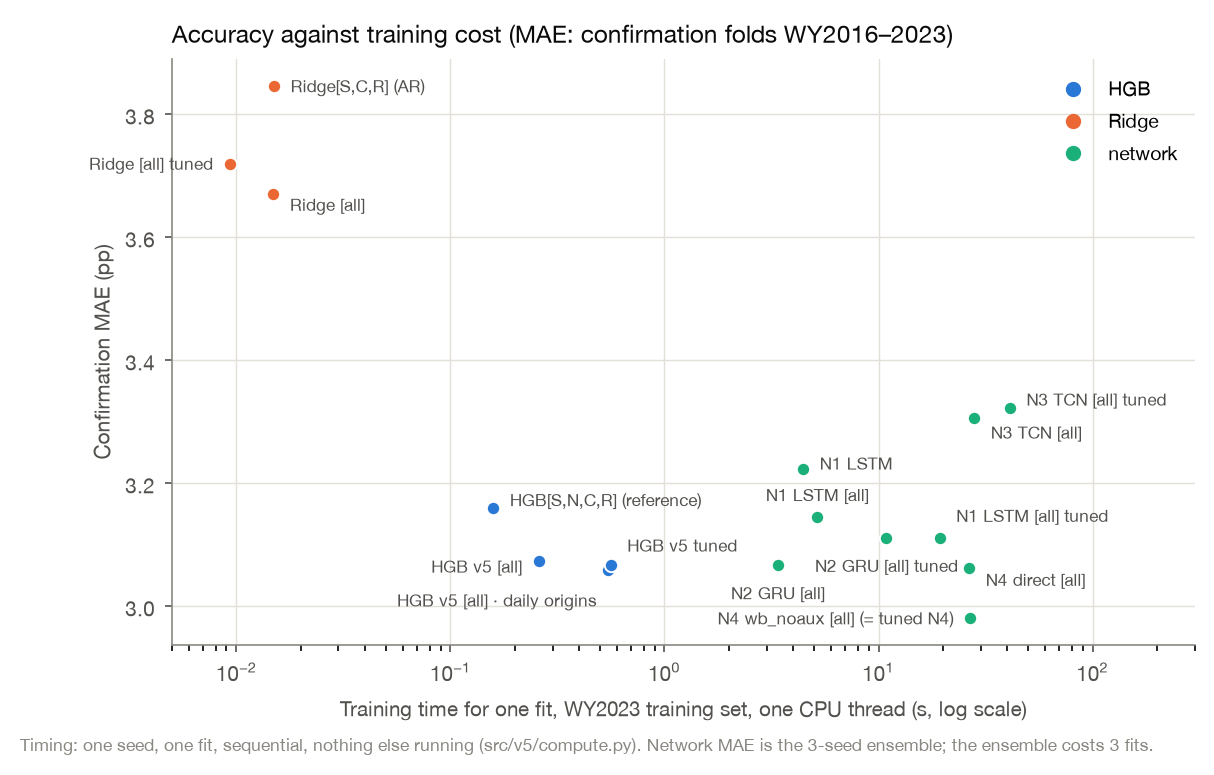 Accuracy against training cost (MAE: confirmation folds WY2016–2023)
Ridge[S,C,R] (AR)
HGB
Ridge
network
3.8
Ridge [all] tuned
Ridge [all]
3.6
Confirmation MAE (pp)
3.4
N3 TCN [all] tuned
N3 TCN [all]
N1 LSTM
3.2
N1 LSTM [all]
HGB[S,N,C,R] (reference)
N1 LSTM [all] tuned
HGB v5 tuned
HGB v5 [all]
N2 GRU [all] tuned
N4 direct [all]
HGB v5 [all] · daily origins
N2 GRU [all]
3.0
N4 wb_noaux [all] (= tuned N4)
10⁻² 10⁻¹ 10⁰ 10¹ 10²
Training time for one fit, WY2023 training set, one CPU thread (s, log scale)
Timing: one seed, one fit, sequential, nothing else running (src/v5/compute.py). Network MAE is the 3-seed ensemble; the ensemble costs 3 fits.